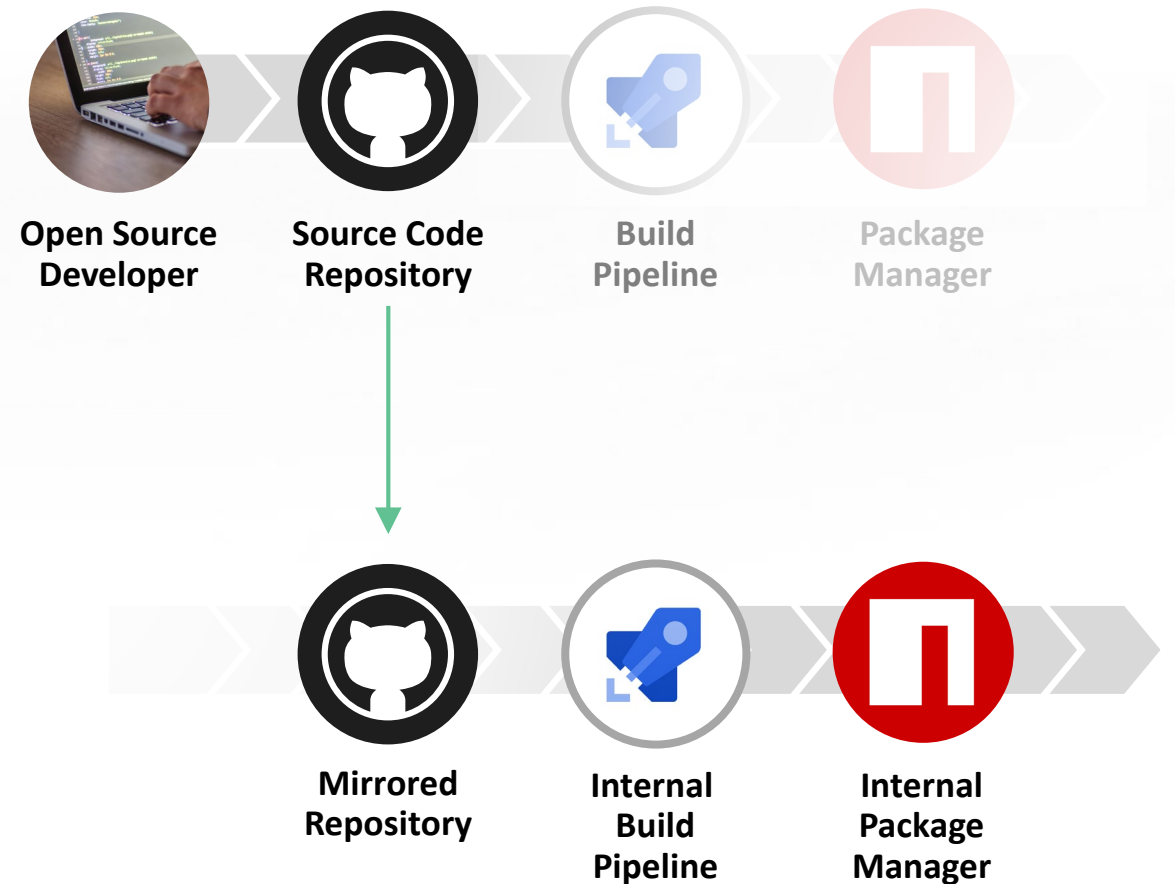 Open Source
Developer
Source Code
Repository
Build
Pipeline
Package
Manager
Mirrored
Repository
Internal
Build
Pipeline
Internal
Package
Manager